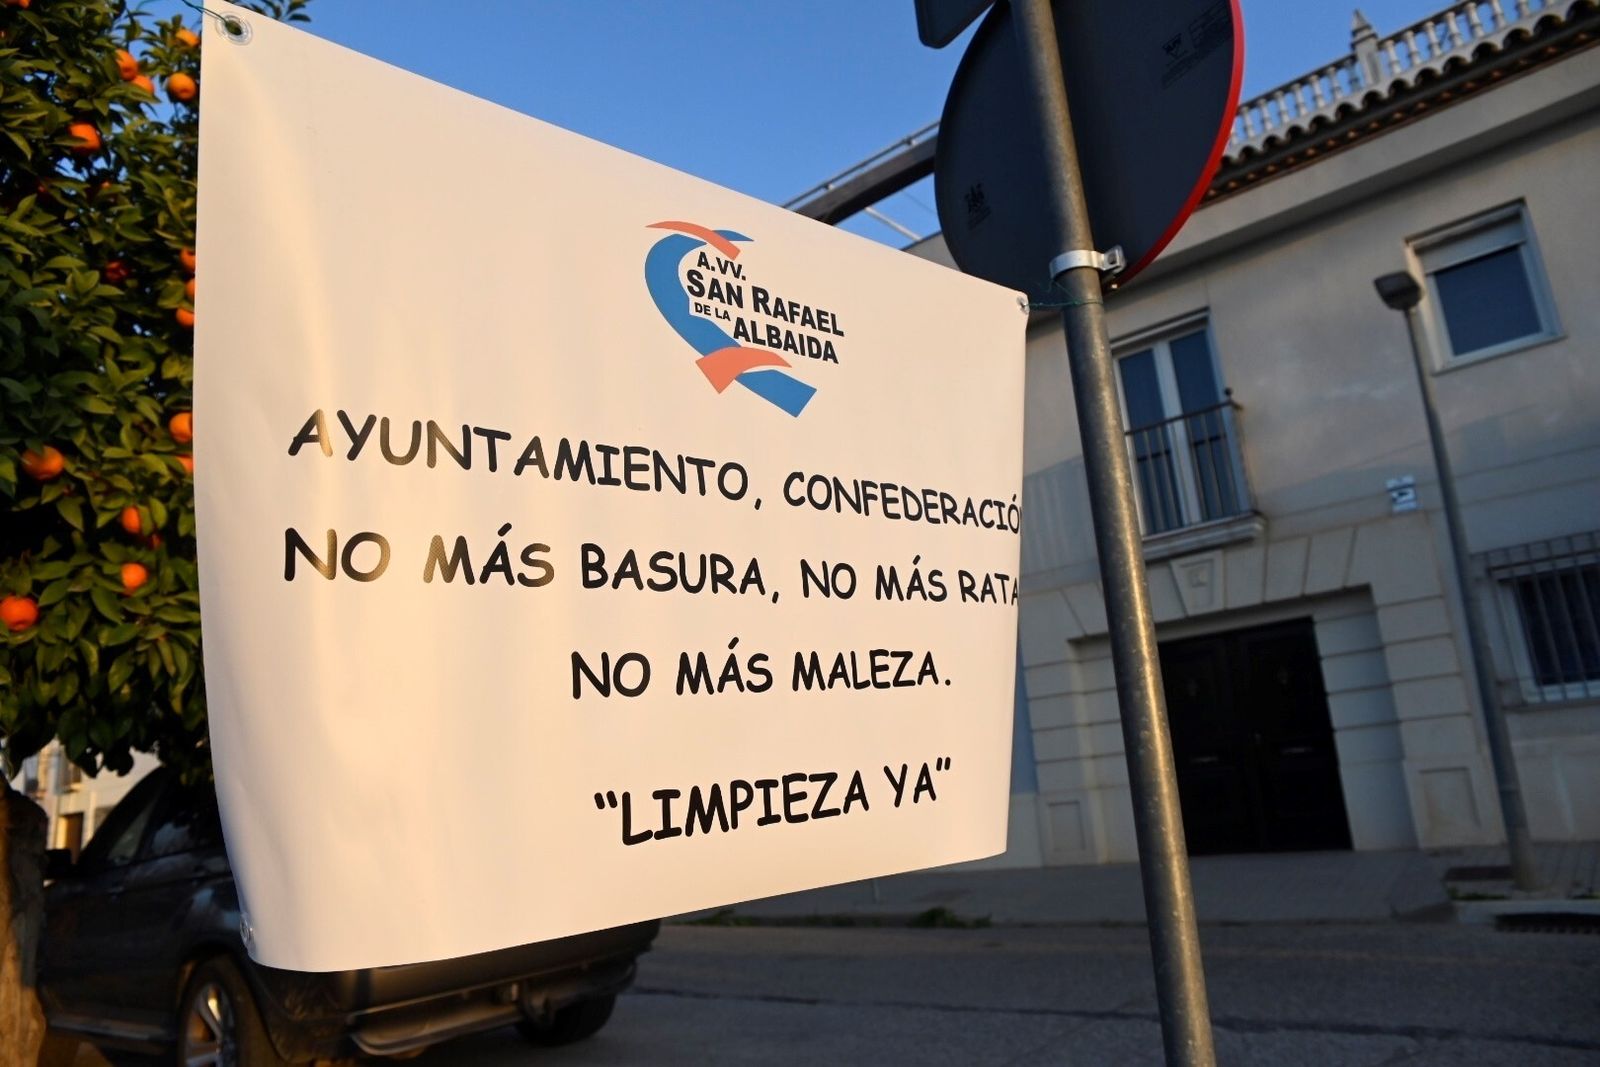 A.VV.
SAN RAFAEL
DE LA
ALBAIDA
AYUNTAMIENTO, CONFEDERACIÓ
NO MÁS BASURA, NO MÁS RATA
NO MÁS MALEZA.
"LIMPIEZA YA"